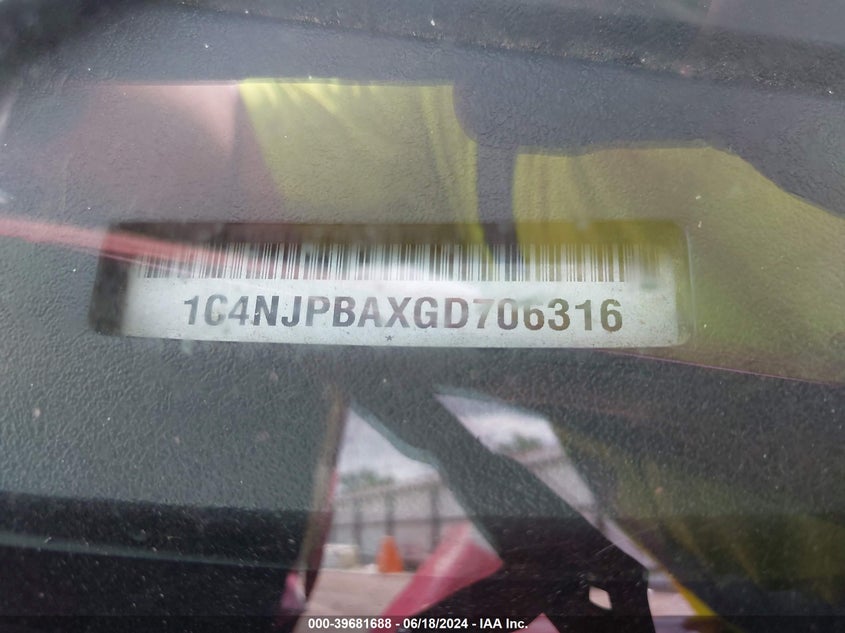 1C4NJPBAXGD706316
000-39681688 - 06/18/2024 - IAA Inc.